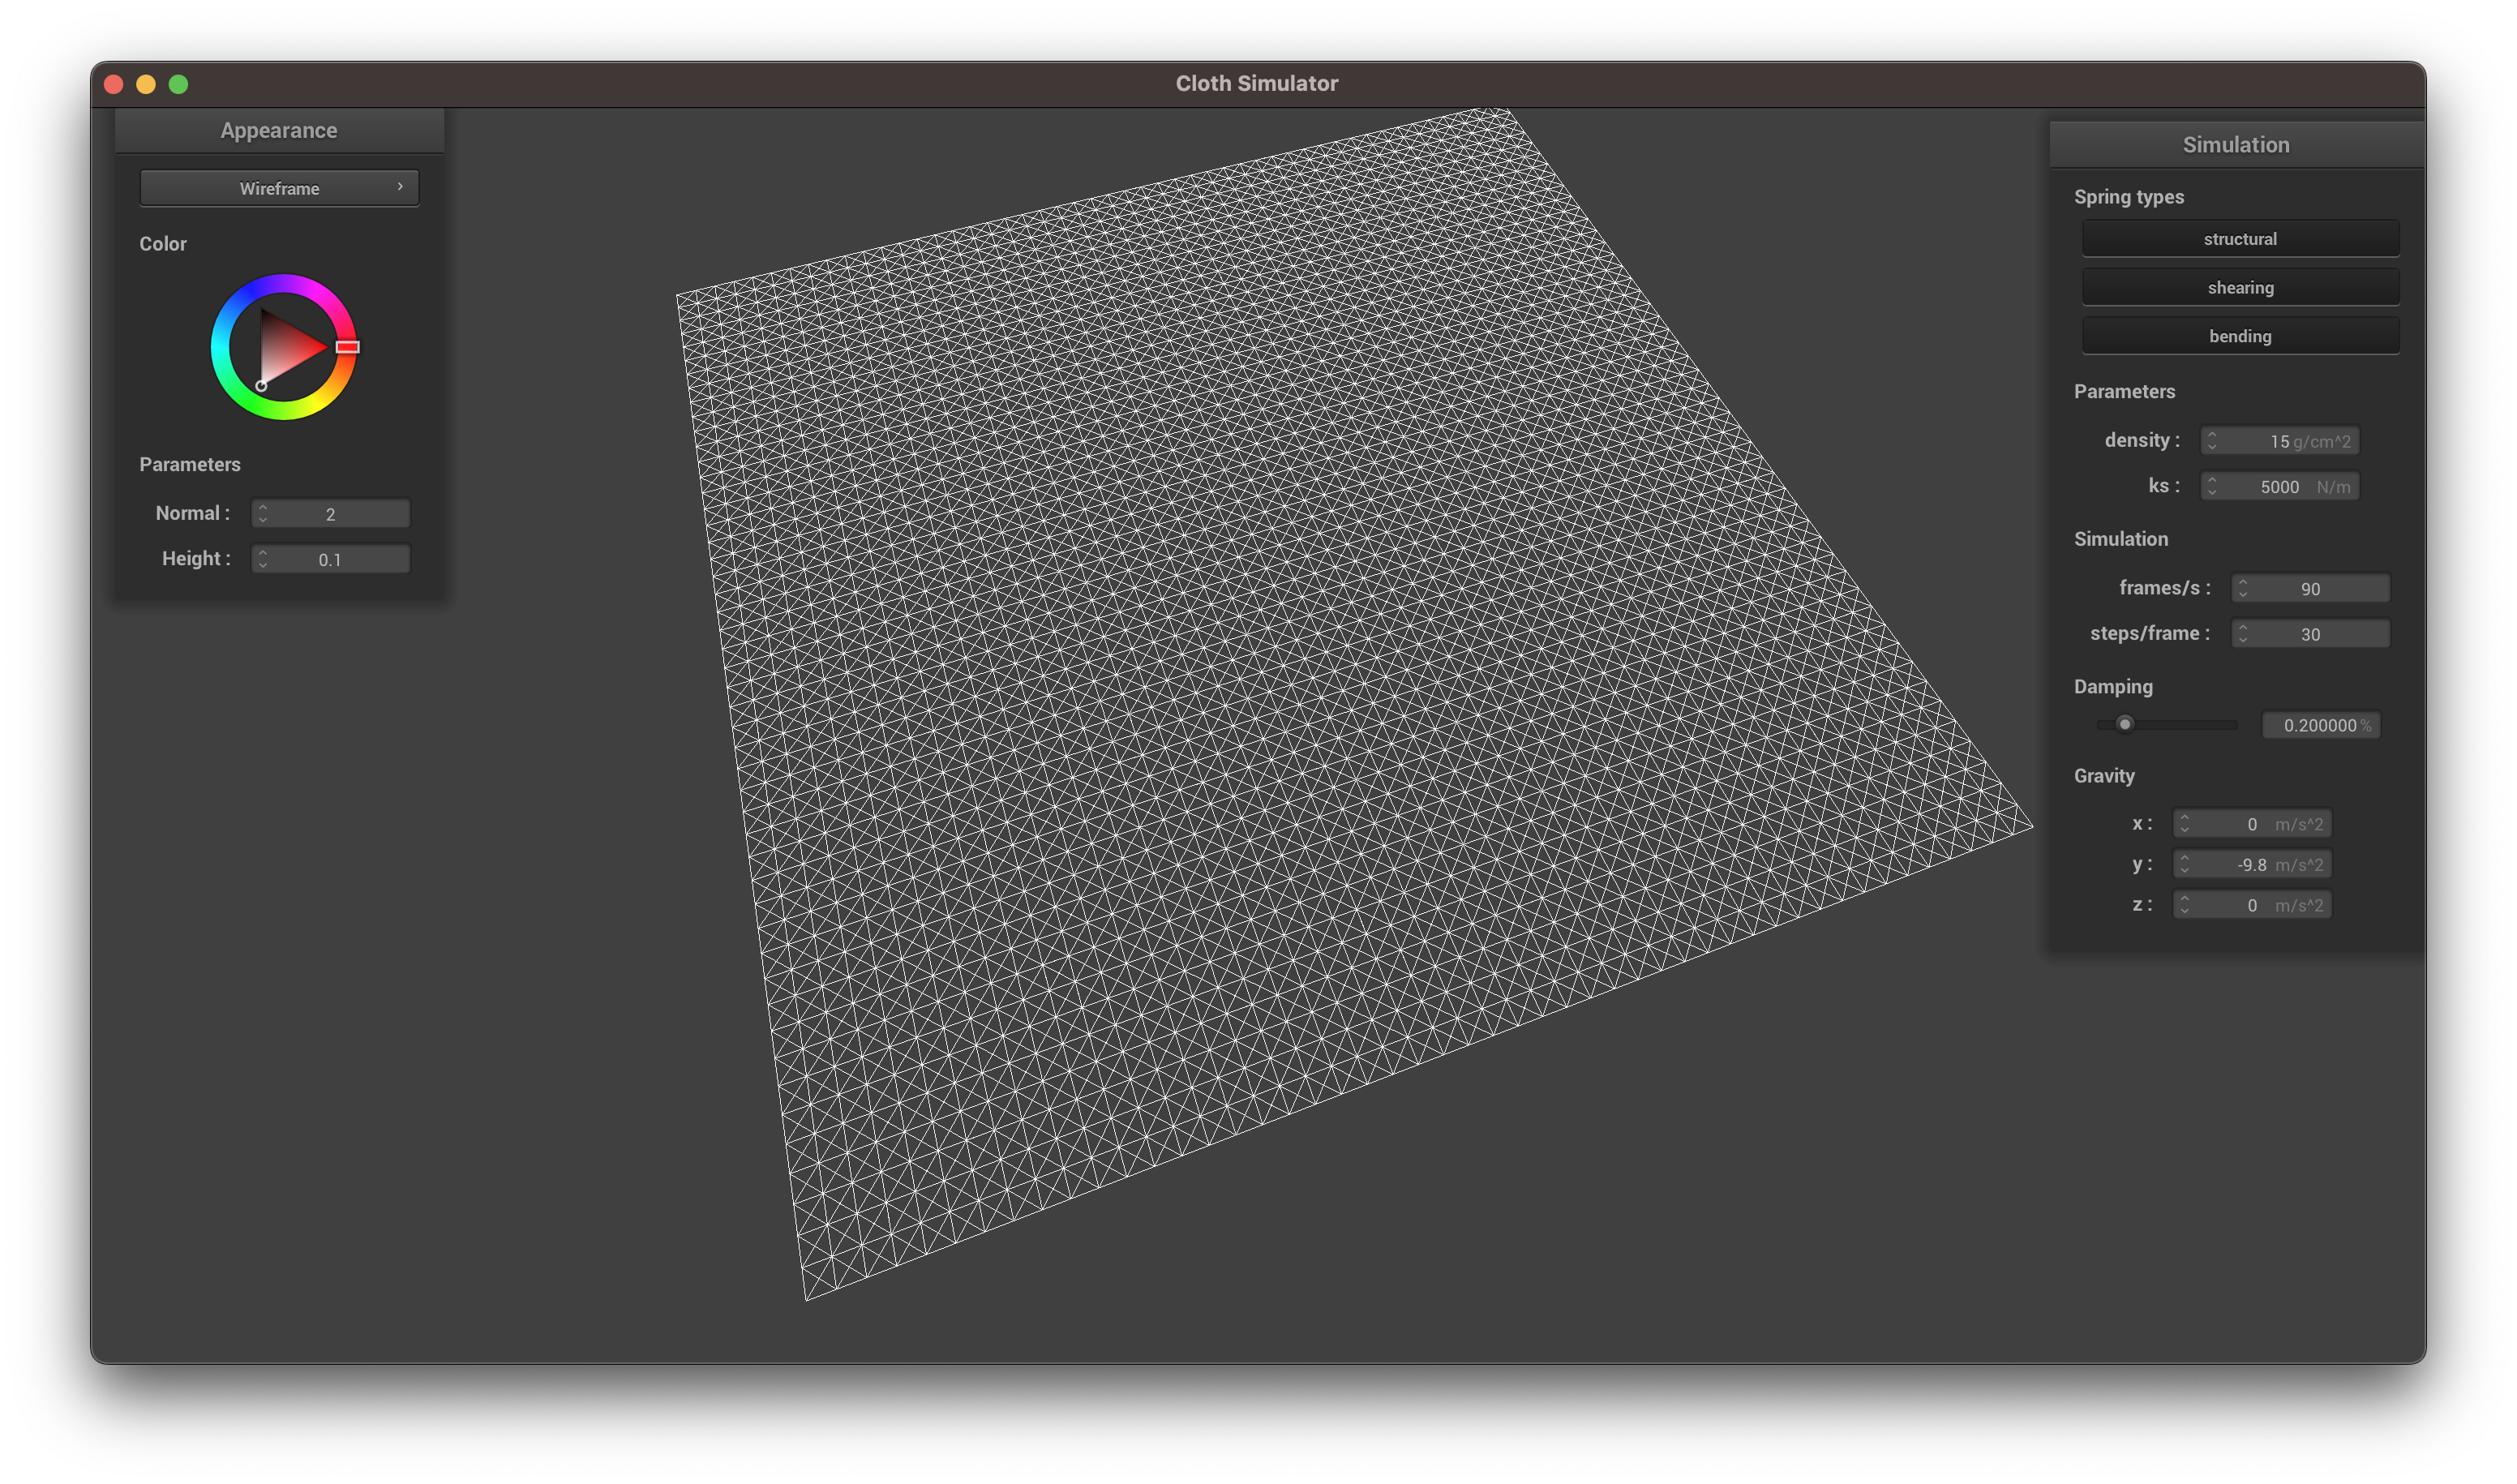 Cloth Simulator
Appearance
Wireframe
Color
Parameters
Normal : 2
Height : 0.1
Simulation
Spring types
structural
shearing
bending
Parameters
density : 15 g/cm^2
ks : 5000 N/m
Simulation
frames/s : 90
steps/frame : 30
Damping
0.200000 %
Gravity
x : 0 m/s^2
y : -9.8 m/s^2
z : 0 m/s^2